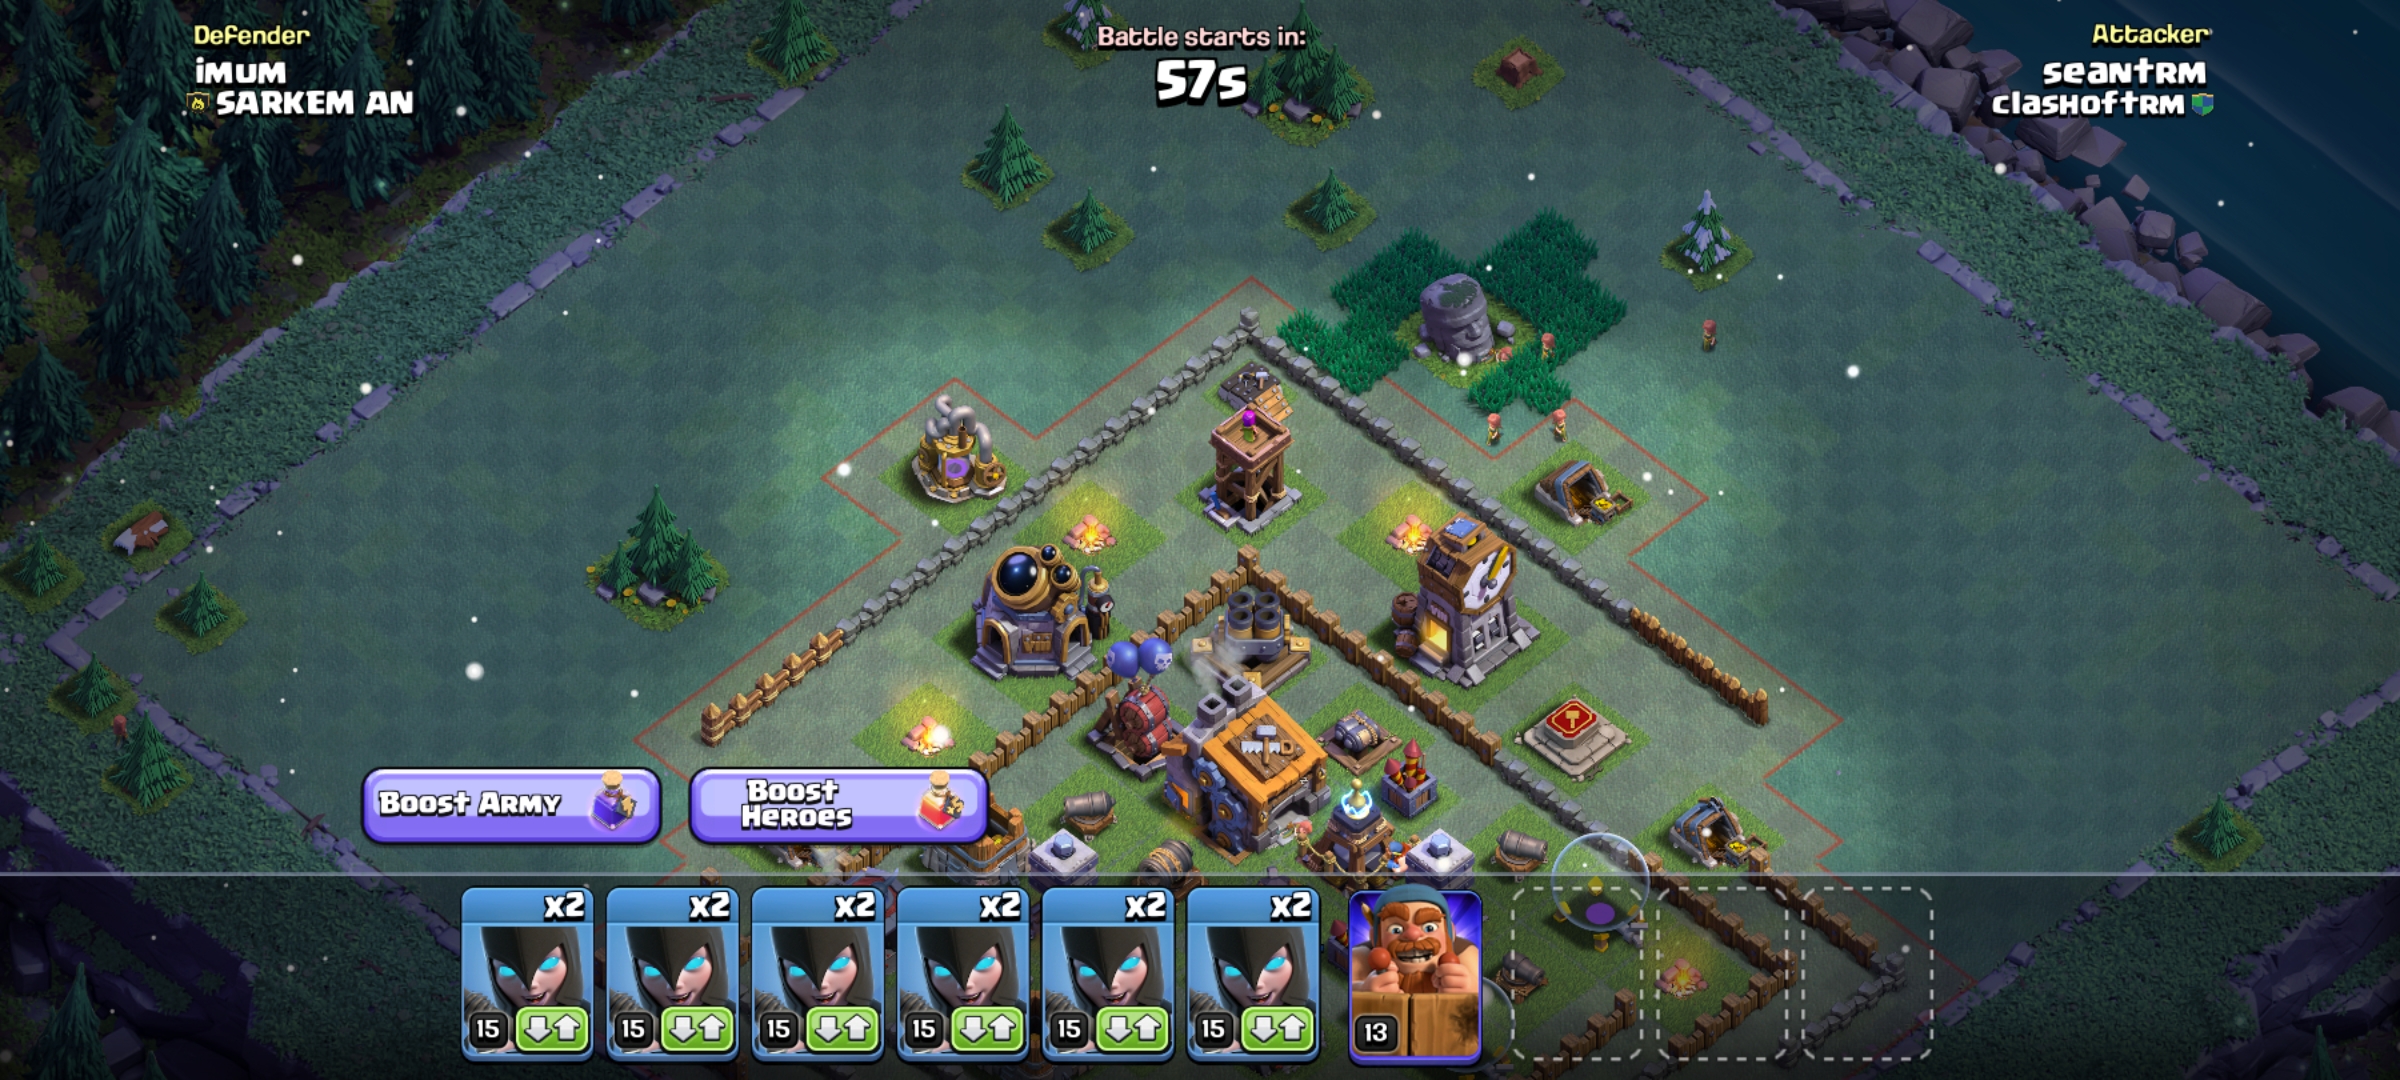 Defender
iMUM
SARKEM AN
Battle starts in:
57s
Attacker
seantRM
clashoftRM
Boost Army
Boost
Heroes
x2
x2
x2
x2
x2
x2
15
15
15
15
15
15
13